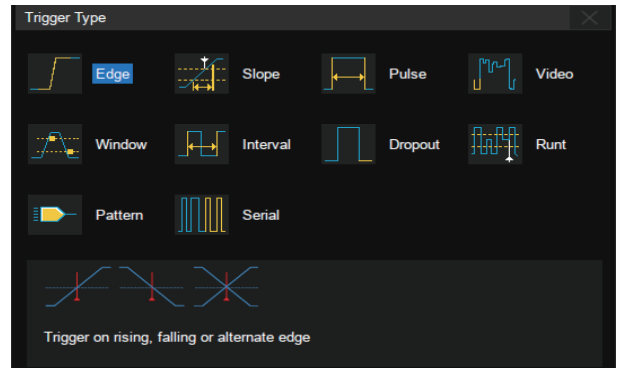 Trigger Type
Edge
Slope
Pulse
Video
Window
Interval
Dropout
Runt
Pattern
Serial
Trigger on rising, falling or alternate edge